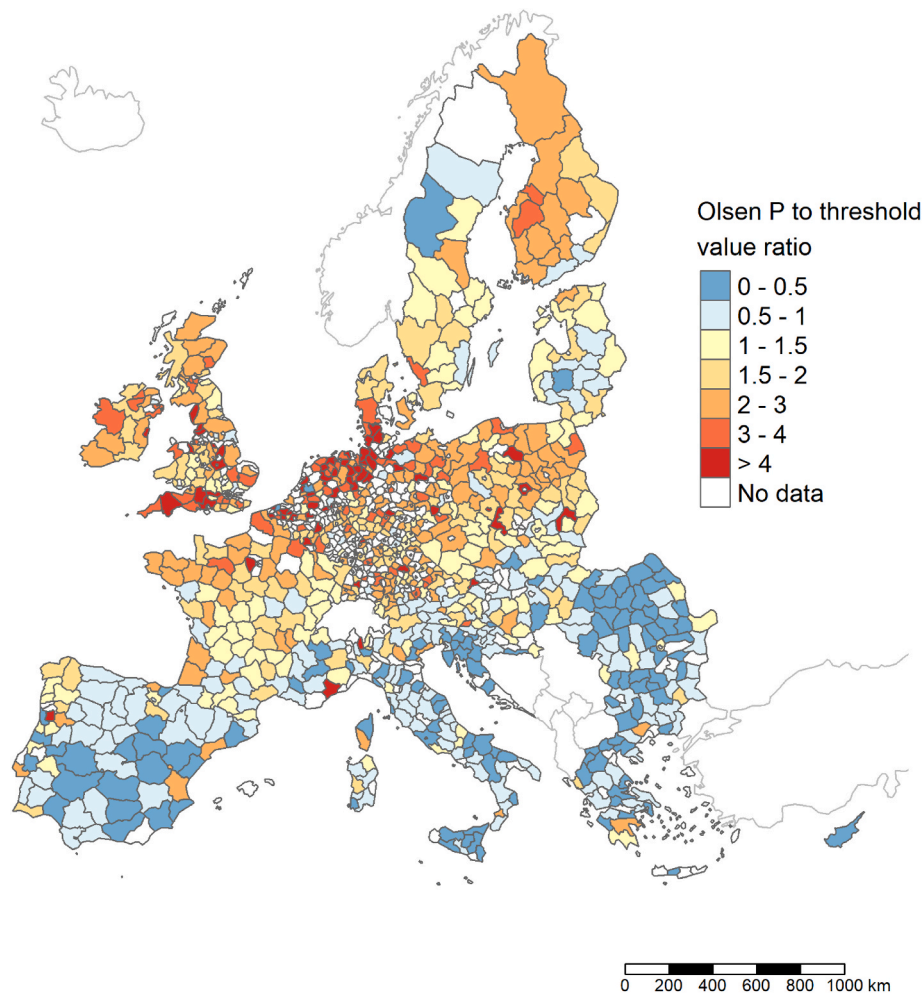 Olsen P to threshold
value ratio
0 - 0.5
0.5 - 1
1 - 1.5
1.5 - 2
2 - 3
3 - 4
> 4
No data
0 200 400 600 800 1000 km